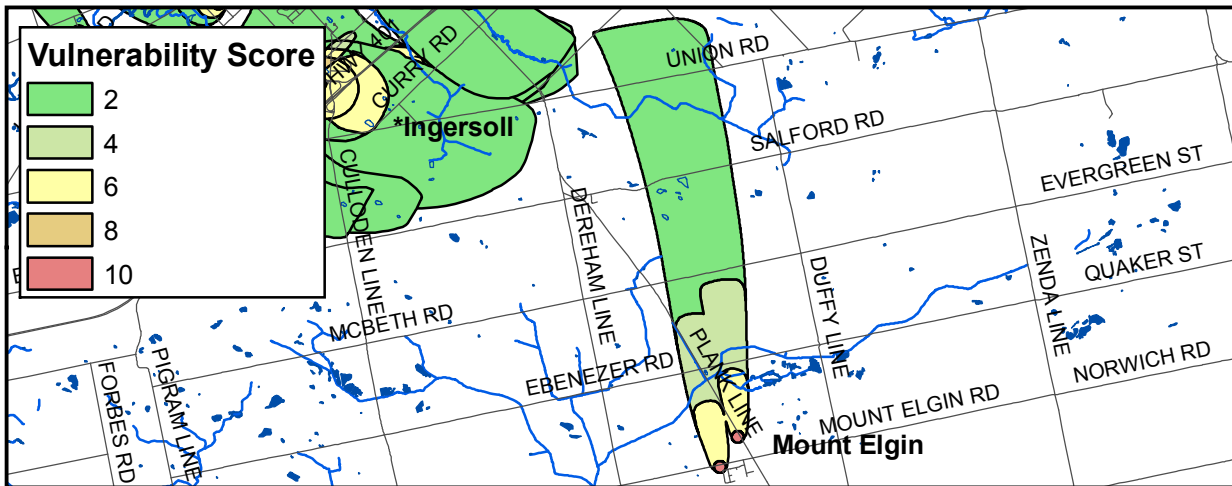 Vulnerability Score
2
4
6
8
10
HWY 401
CURRY RD
*Ingersoll
UNION RD
SALFORD RD
EVERGREEN ST
CULLODEN LINE
DEREHAM LINE
DUFFY LINE
ZENDA LINE
QUAKER ST
MCBETH RD
PLANK LINE
EBENEZER RD
NORWICH RD
PIGRAM LINE
FORBES RD
MOUNT ELGIN RD
Mount Elgin